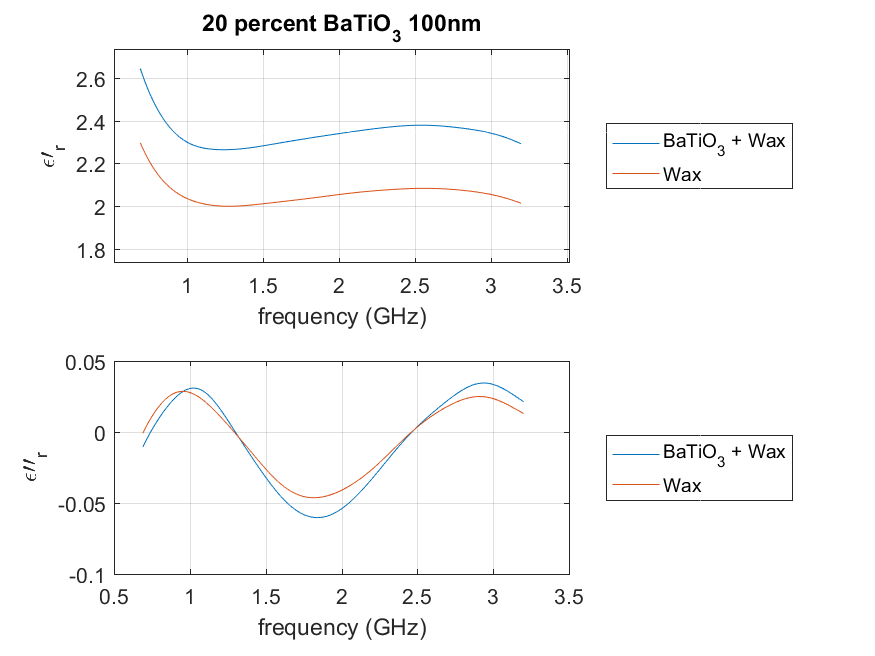 20 percent BaTiO₃ 100nm
2.6
2.4
2.2
2
1.8
ϵ′ᵣ
1 1.5 2 2.5 3 3.5
frequency (GHz)
BaTiO₃ + Wax
Wax
0.05
0
-0.05
-0.1
ϵ′′ᵣ
0.5 1 1.5 2 2.5 3 3.5
frequency (GHz)
BaTiO₃ + Wax
Wax